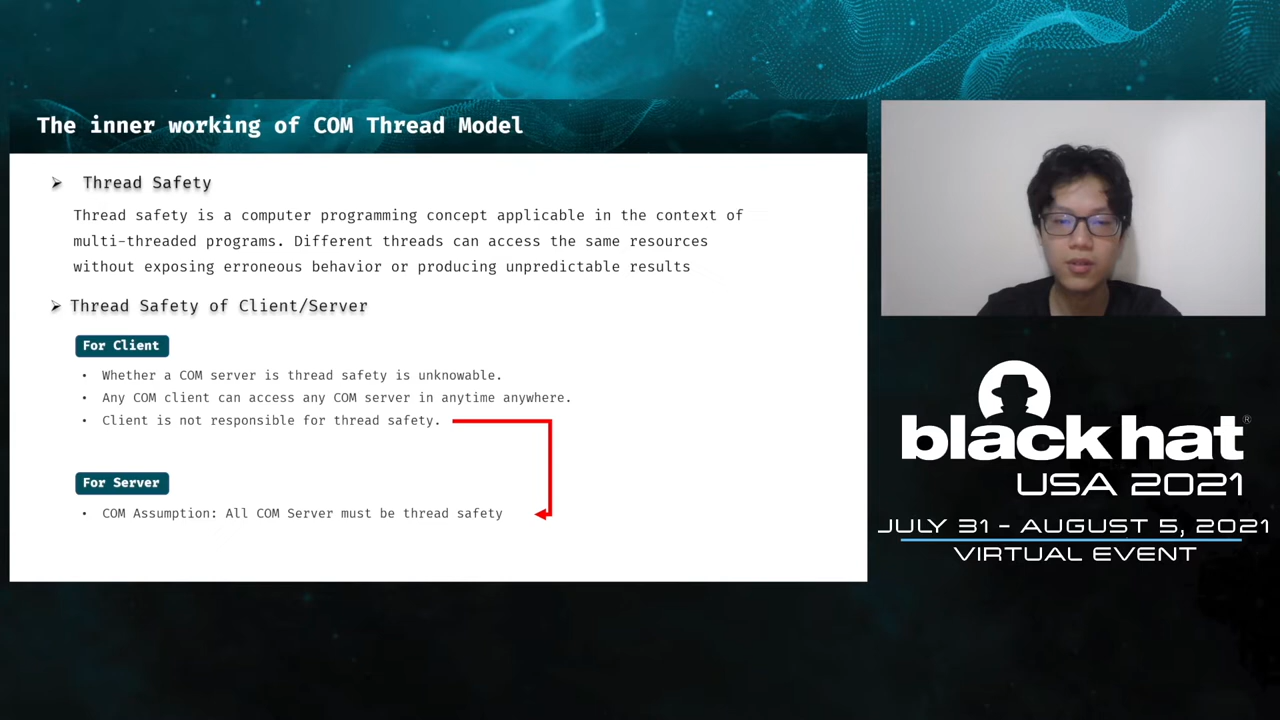 The inner working of COM Thread Model
➢ Thread Safety
Thread safety is a computer programming concept applicable in the context of
multi-threaded programs. Different threads can access the same resources
without exposing erroneous behavior or producing unpredictable results
➢ Thread Safety of Client/Server
For Client
• Whether a COM server is thread safety is unknowable.
• Any COM client can access any COM server in anytime anywhere.
• Client is not responsible for thread safety.
For Server
• COM Assumption: All COM Server must be thread safety
black hat®
USA 2021
JULY 31 - AUGUST 5, 2021
VIRTUAL EVENT